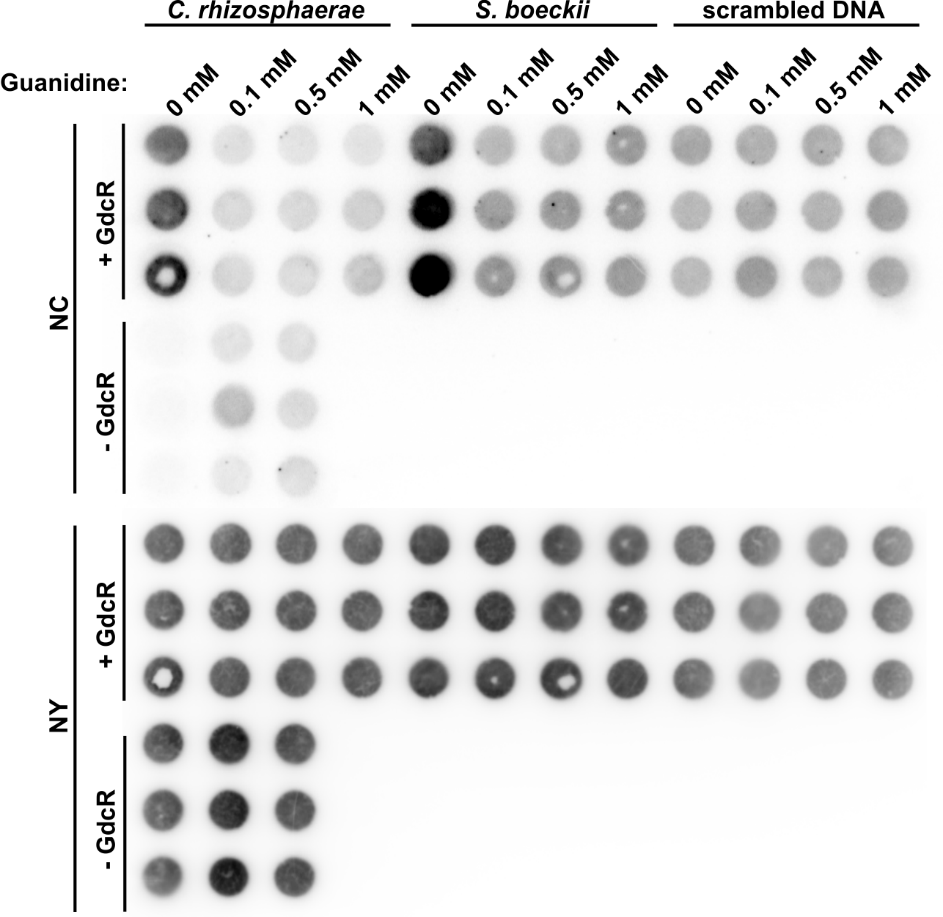 C. rhizosphaerae S. boeckii scrambled DNA
Guanidine: 0 mM 0.1 mM 0.5 mM 1 mM 0 mM 0.1 mM 0.5 mM 1 mM 0 mM 0.1 mM 0.5 mM 1 mM
NC
+ GdcR
- GdcR
NY
+ GdcR
- GdcR